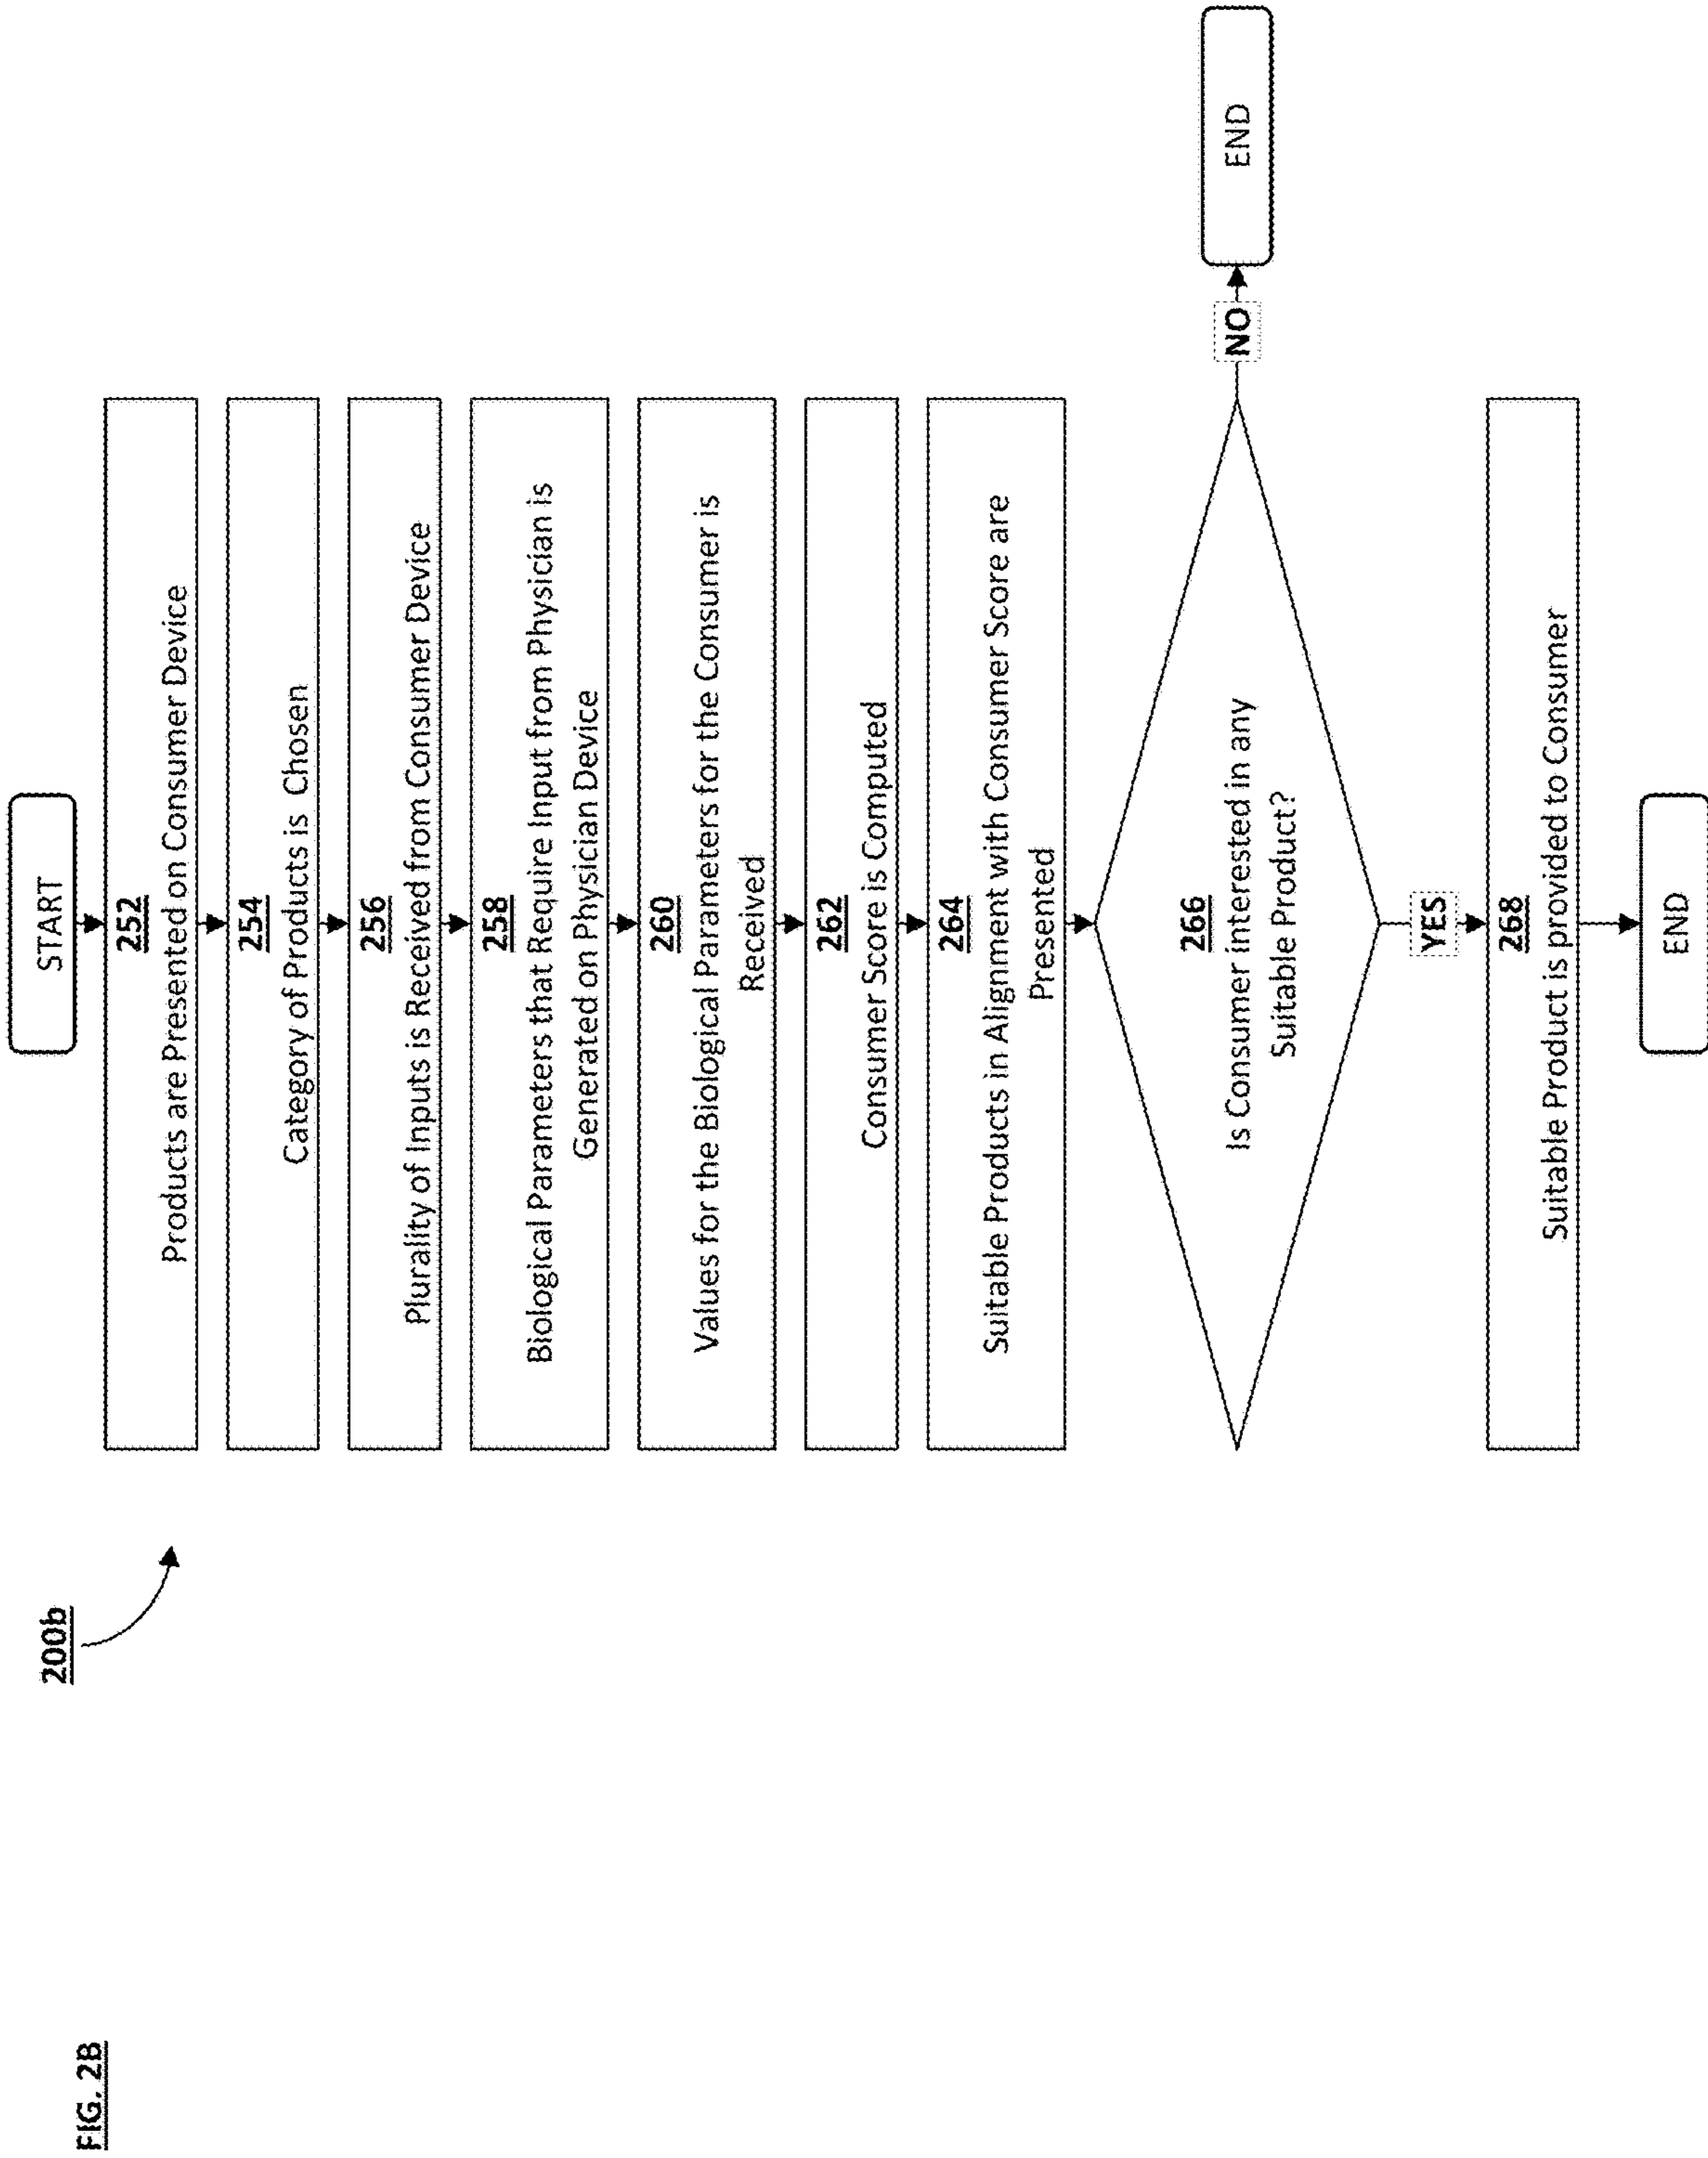 FIG. 2B
200b
START
252
Products are Presented on Consumer Device
254
Category of Products is Chosen
256
Plurality of Inputs is Received from Consumer Device
258
Biological Parameters that Require Input from Physician is
Generated on Physician Device
260
Values for the Biological Parameters for the Consumer is
Received
262
Consumer Score is Computed
264
Suitable Products in Alignment with Consumer Score are
Presented
266
Is Consumer interested in any
Suitable Product?
NO
END
YES
268
Suitable Product is provided to Consumer
END